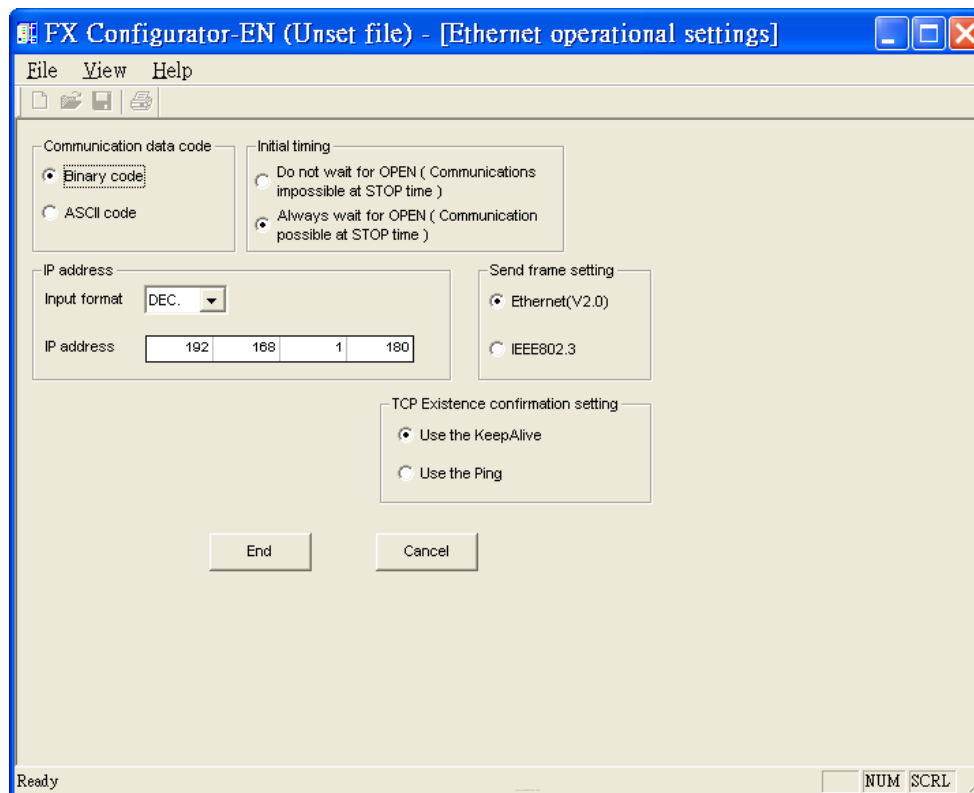 FX Configurator-EN (Unset file) - [Ethernet operational settings]
File View Help
Communication data code
Binary code
ASCII code
Initial timing
Do not wait for OPEN ( Communications
impossible at STOP time )
Always wait for OPEN ( Communication
possible at STOP time )
IP address
Input format DEC.
IP address 192 168 1 180
Send frame setting
Ethernet(V2.0)
IEEE802.3
TCP Existence confirmation setting
Use the KeepAlive
Use the Ping
End Cancel
Ready NUM SCRL